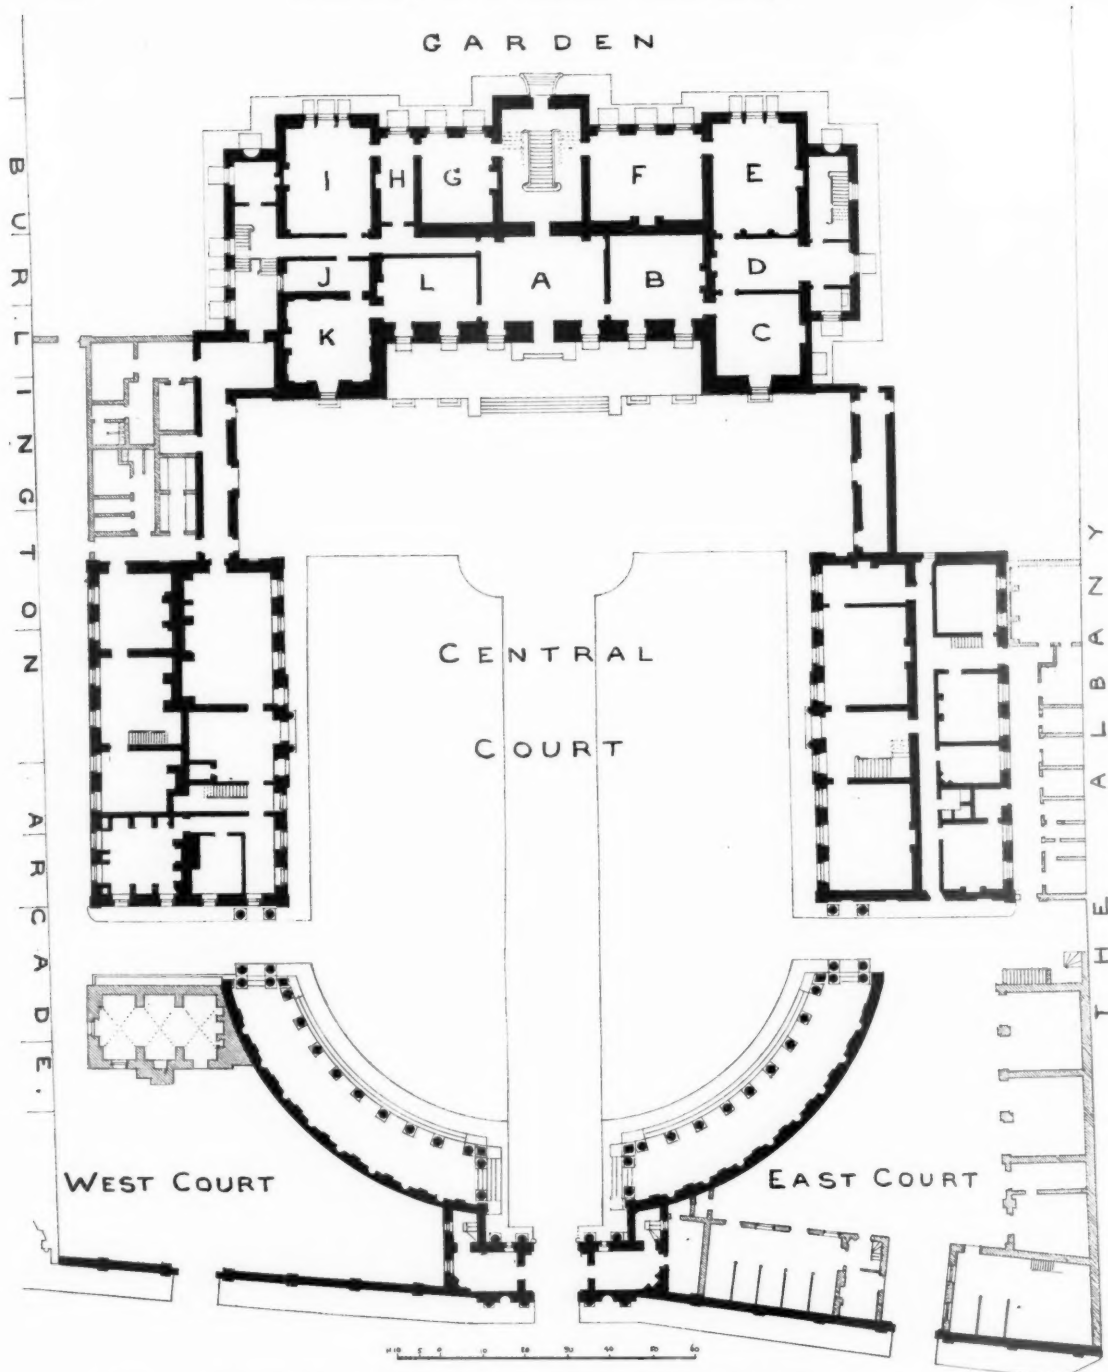 GARDEN
BURLINGTON ARCADE.
I
H
G
F
E
D
J
L
A
B
K
C
CENTRAL
COURT
THE ALBANY
WEST COURT
EAST COURT